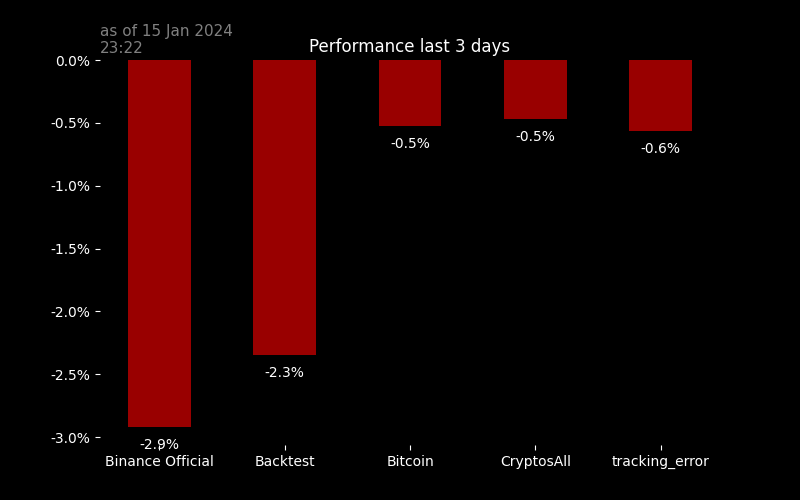 as of 15 Jan 2024
23:22
Performance last 3 days
0.0%
-0.5%
-1.0%
-1.5%
-2.0%
-2.5%
-3.0%
-2.9%
-2.3%
-0.5%
-0.5%
-0.6%
Binance Official
Backtest
Bitcoin
CryptosAll
tracking_error